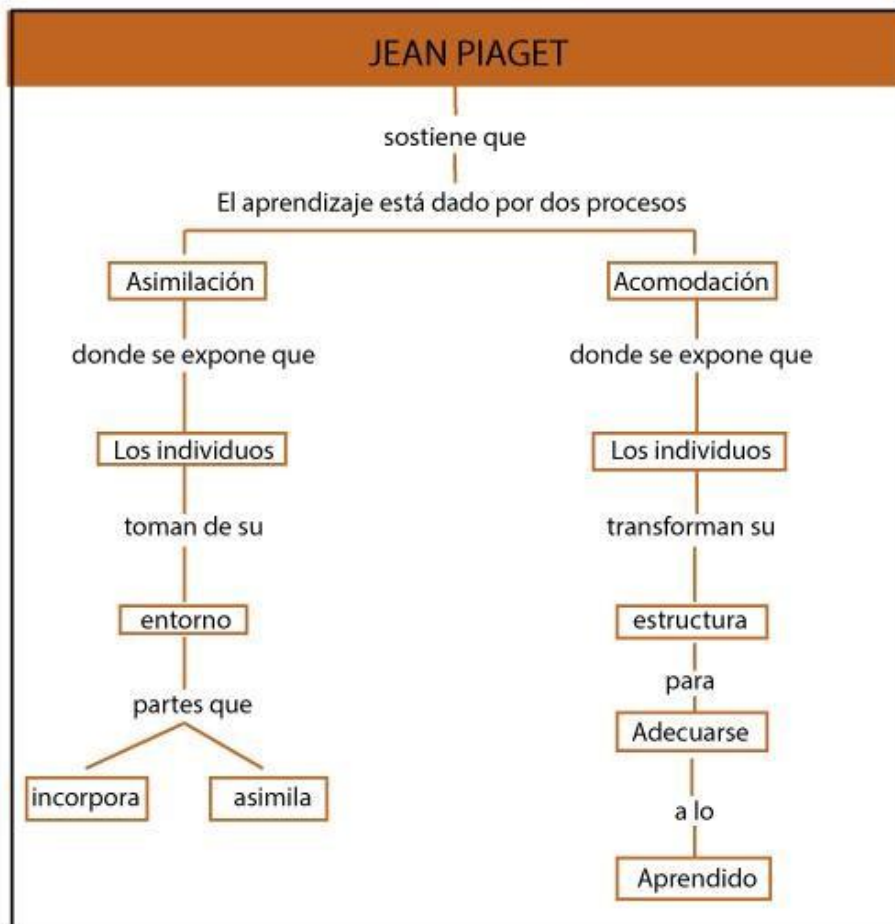 JEAN PIAGET
sostiene que
El aprendizaje está dado por dos procesos
Asimilación
donde se expone que
Los individuos
toman de su
entorno
partes que
incorpora
asimila
Acomodación
donde se expone que
Los individuos
transforman su
estructura
para
Adecuarse
a lo
Aprendido